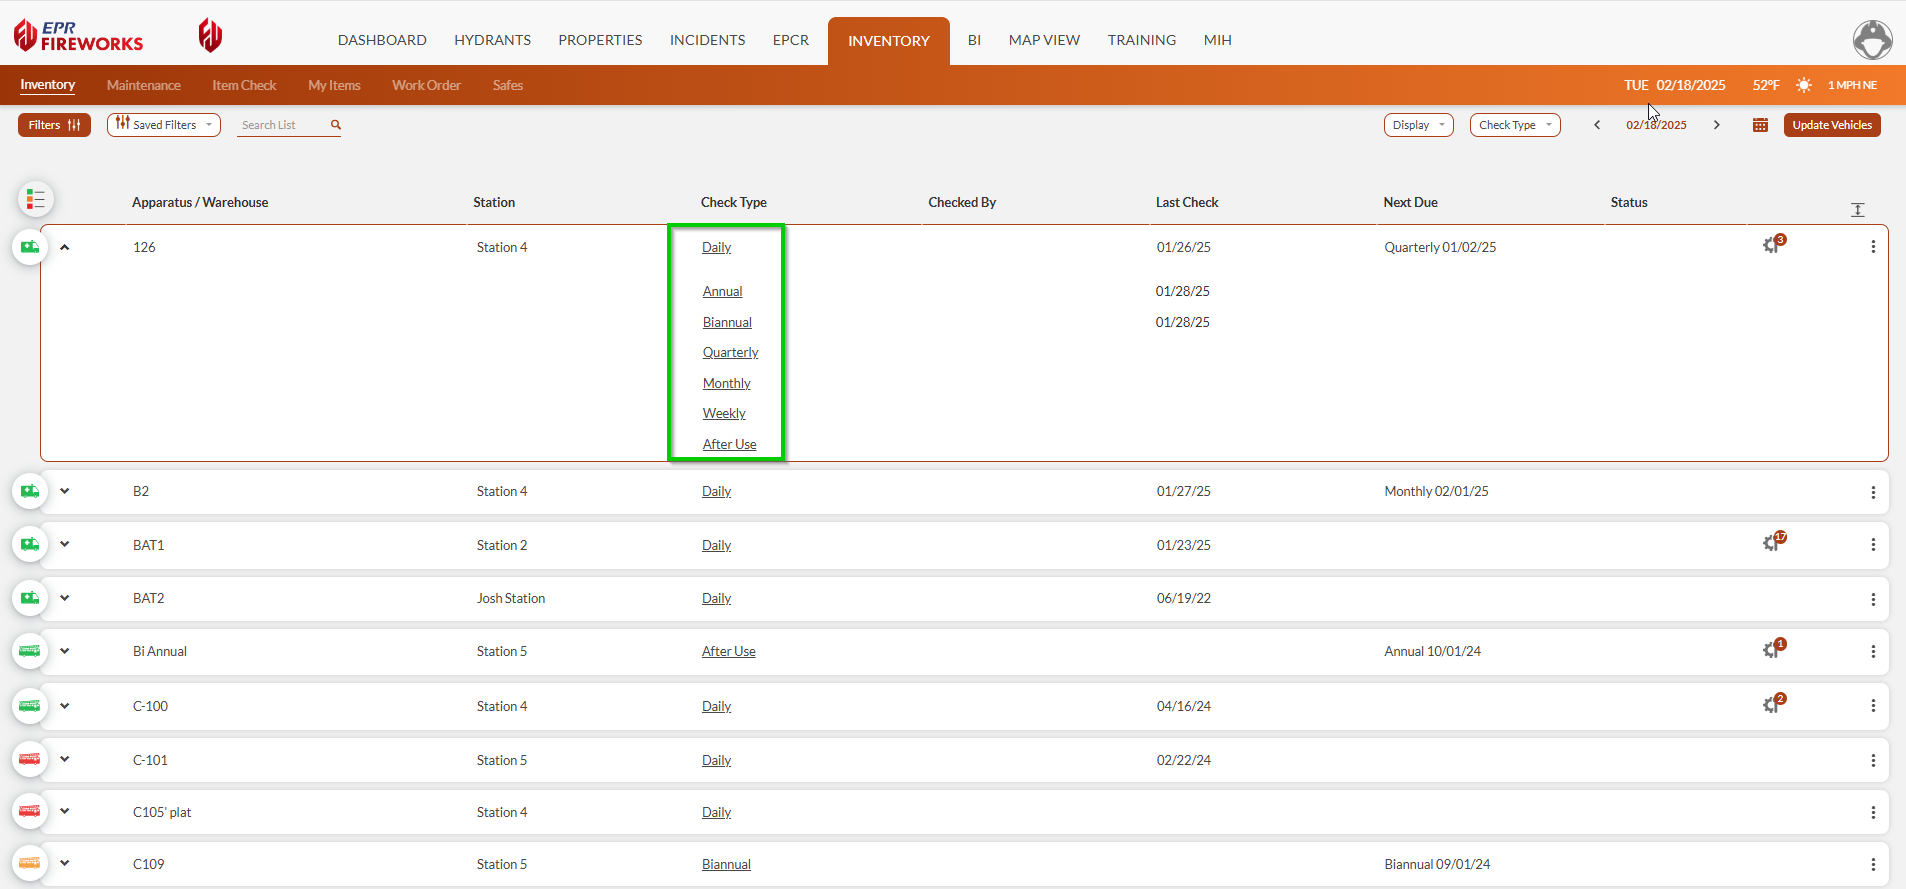 EPR
FIREWORKS
DASHBOARD HYDRANTS PROPERTIES INCIDENTS EPCR INVENTORY BI MAP VIEW TRAINING MIH
Inventory Maintenance Item Check My Items Work Order Safes TUE 02/18/2025 52°F 1 MPH NE
Filters Saved Filters Search List Display Check Type 02/18/2025 Update Vehicles
Apparatus / Warehouse Station Check Type Checked By Last Check Next Due Status
126 Station 4 Daily 01/26/25 Quarterly 01/02/25 3
Annual 01/28/25
Biannual 01/28/25
Quarterly
Monthly
Weekly
After Use
B2 Station 4 Daily 01/27/25 Monthly 02/01/25
BAT1 Station 2 Daily 01/23/25 17
BAT2 Josh Station Daily 06/19/22
Bi Annual Station 5 After Use Annual 10/01/24 1
C-100 Station 4 Daily 04/16/24 2
C-101 Station 5 Daily 02/22/24
C105' plat Station 4 Daily
C109 Station 5 Biannual Biannual 09/01/24